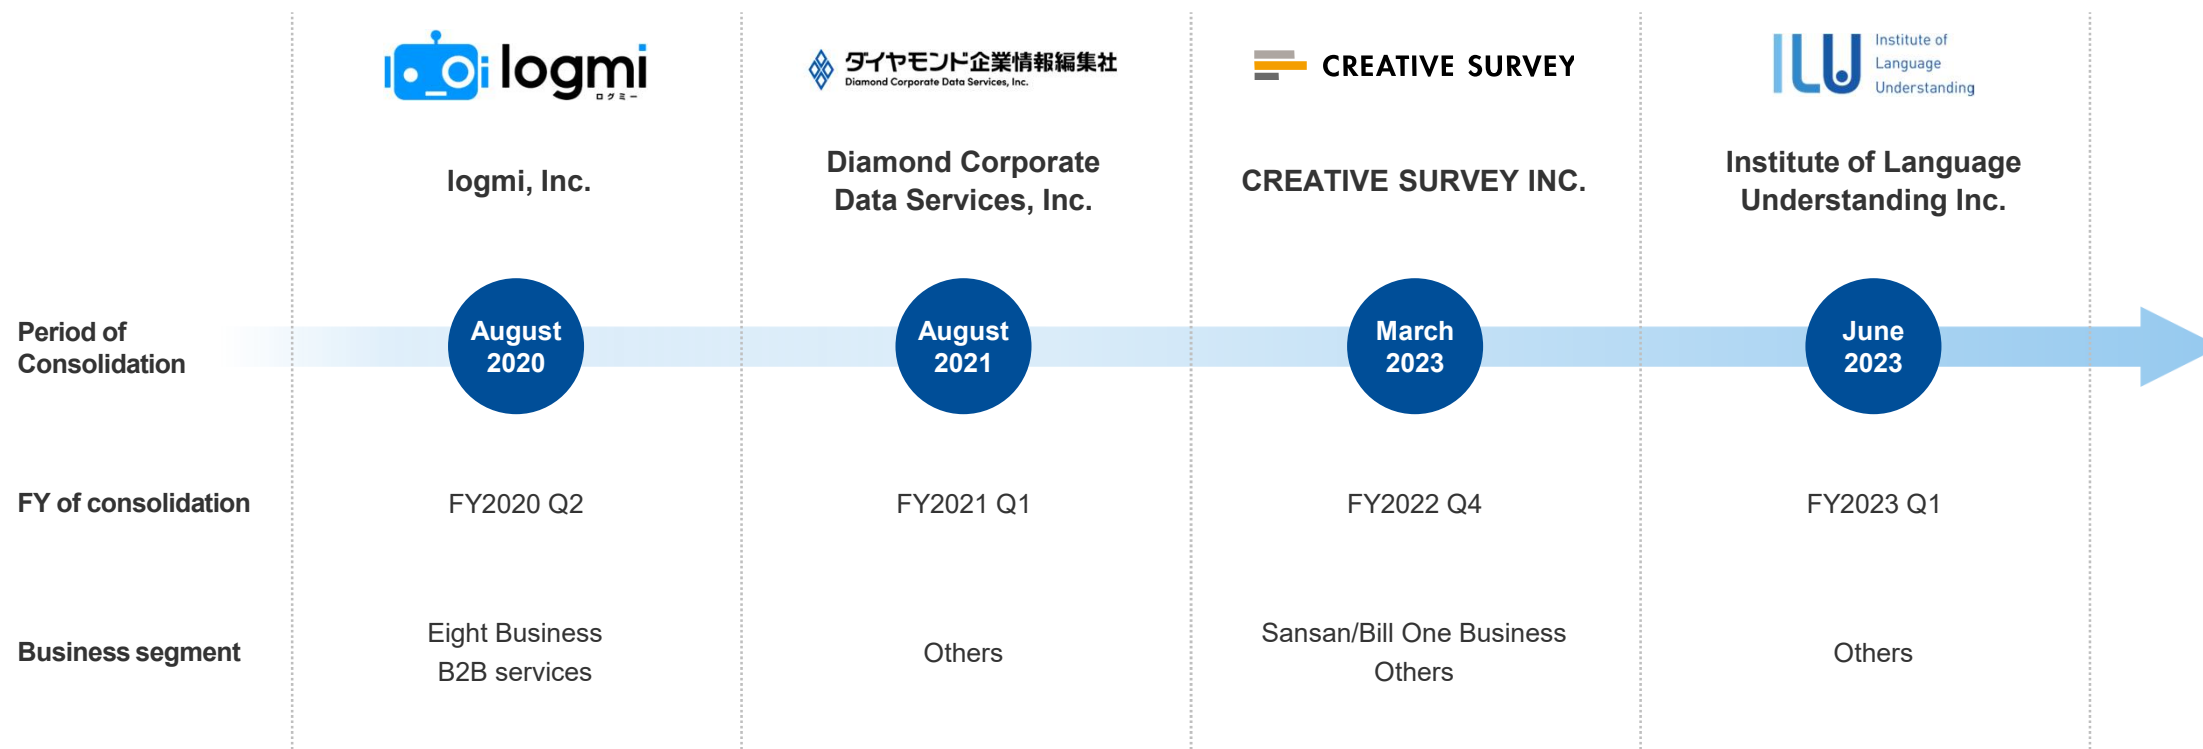 logmi
ログミー
ダイヤモンド企業情報編集社
Diamond Corporate Data Services, Inc.
CREATIVE SURVEY
ILU
Institute of
Language
Understanding
logmi, Inc.
Diamond Corporate
Data Services, Inc.
CREATIVE SURVEY INC.
Institute of Language
Understanding Inc.
Period of
Consolidation
August
2020
August
2021
March
2023
June
2023
FY of consolidation
FY2020 Q2
FY2021 Q1
FY2022 Q4
FY2023 Q1
Business segment
Eight Business
B2B services
Others
Sansan/Bill One Business
Others
Others